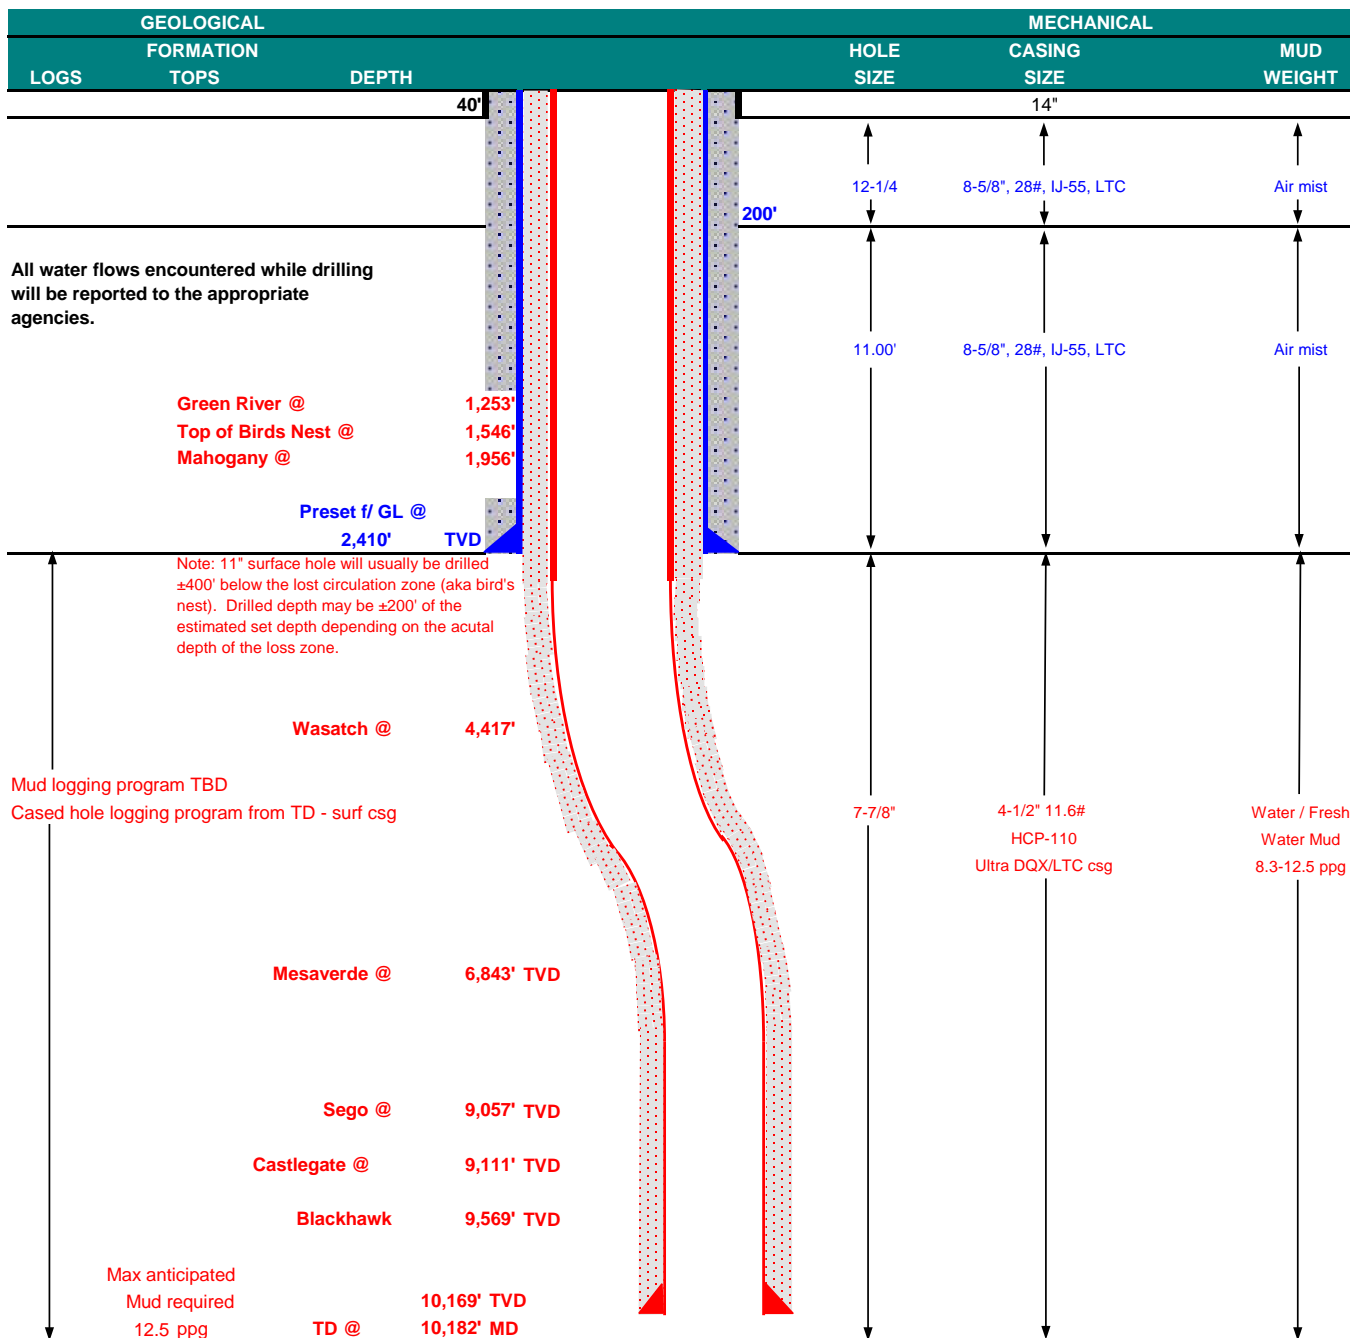 GEOLOGICAL MECHANICAL
FORMATION HOLE CASING MUD
LOGS TOPS DEPTH SIZE SIZE WEIGHT
40' 14"
12-1/4 8-5/8", 28#, IJ-55, LTC Air mist
200'
All water flows encountered while drilling
will be reported to the appropriate
agencies.
11.00' 8-5/8", 28#, IJ-55, LTC Air mist
Green River @ 1,253'
Top of Birds Nest @ 1,546'
Mahogany @ 1,956'
Preset f/ GL @
2,410' TVD
Note: 11" surface hole will usually be drilled
±400' below the lost circulation zone (aka bird's
nest). Drilled depth may be ±200' of the
estimated set depth depending on the acutal
depth of the loss zone.
Wasatch @ 4,417'
Mud logging program TBD
Cased hole logging program from TD - surf csg
7-7/8" 4-1/2" 11.6# Water / Fresh
HCP-110 Water Mud
Ultra DQX/LTC csg 8.3-12.5 ppg
Mesaverde @ 6,843' TVD
Sego @ 9,057' TVD
Castlegate @ 9,111' TVD
Blackhawk 9,569' TVD
Max anticipated
Mud required 10,169' TVD
12.5 ppg TD @ 10,182' MD